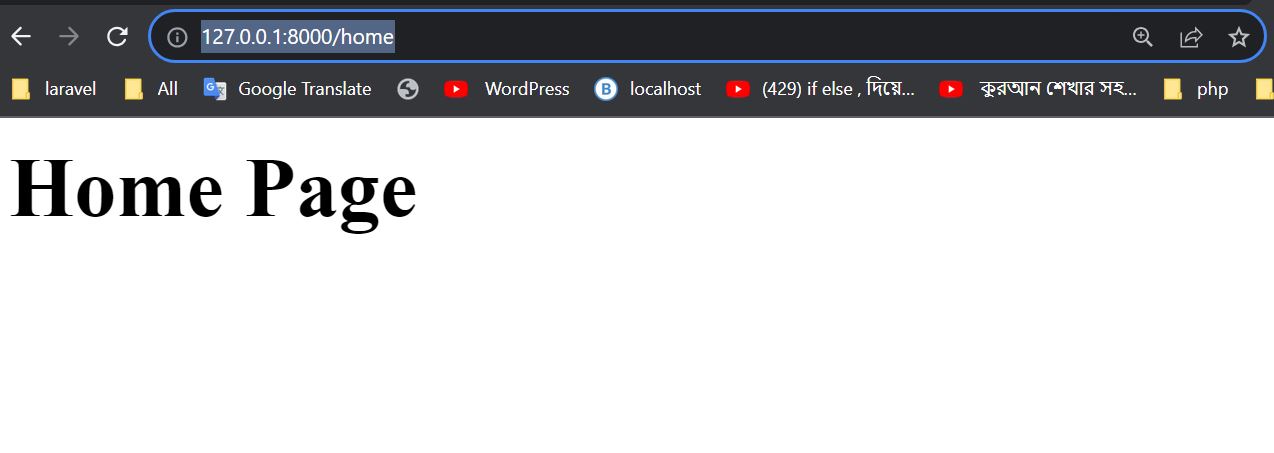 127.0.0.1:8000/home
laravel All Google Translate WordPress B localhost (429) if else , দিয়ে... কুরআন শেখার সহ... php
Home Page